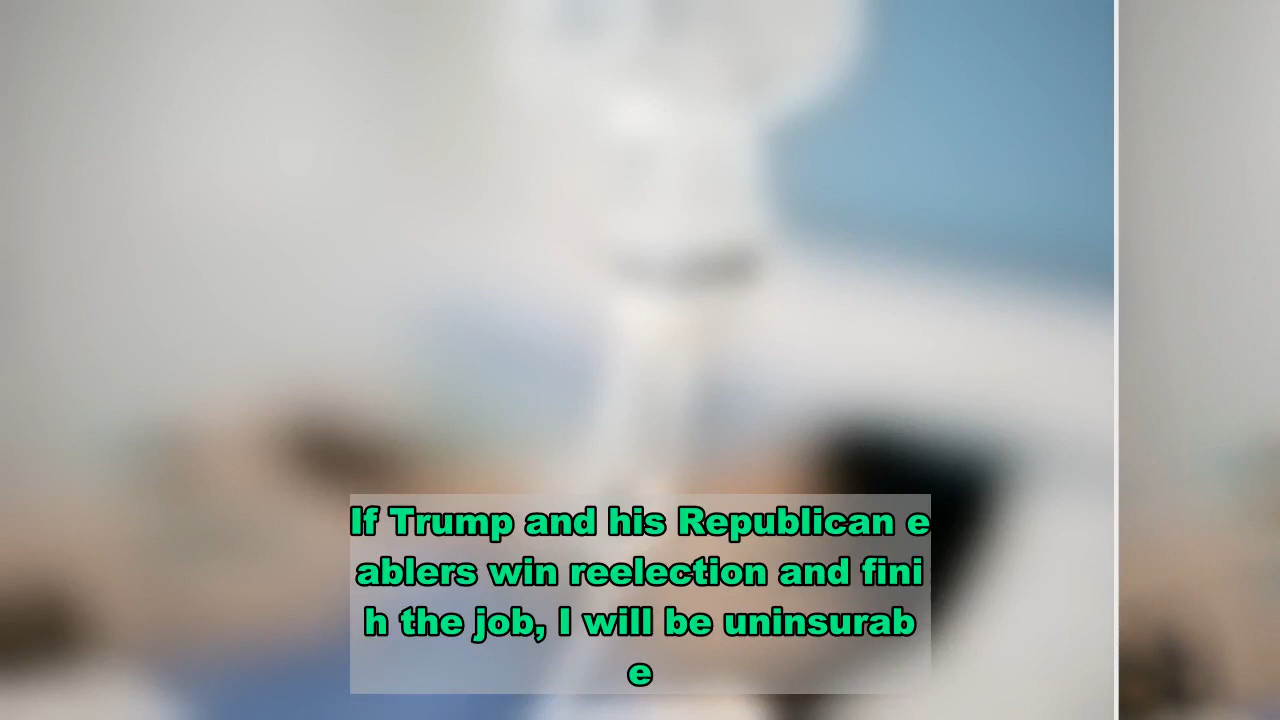 If Trump and his Republican e
ablers win reelection and fini
h the job, I will be uninsurab
e